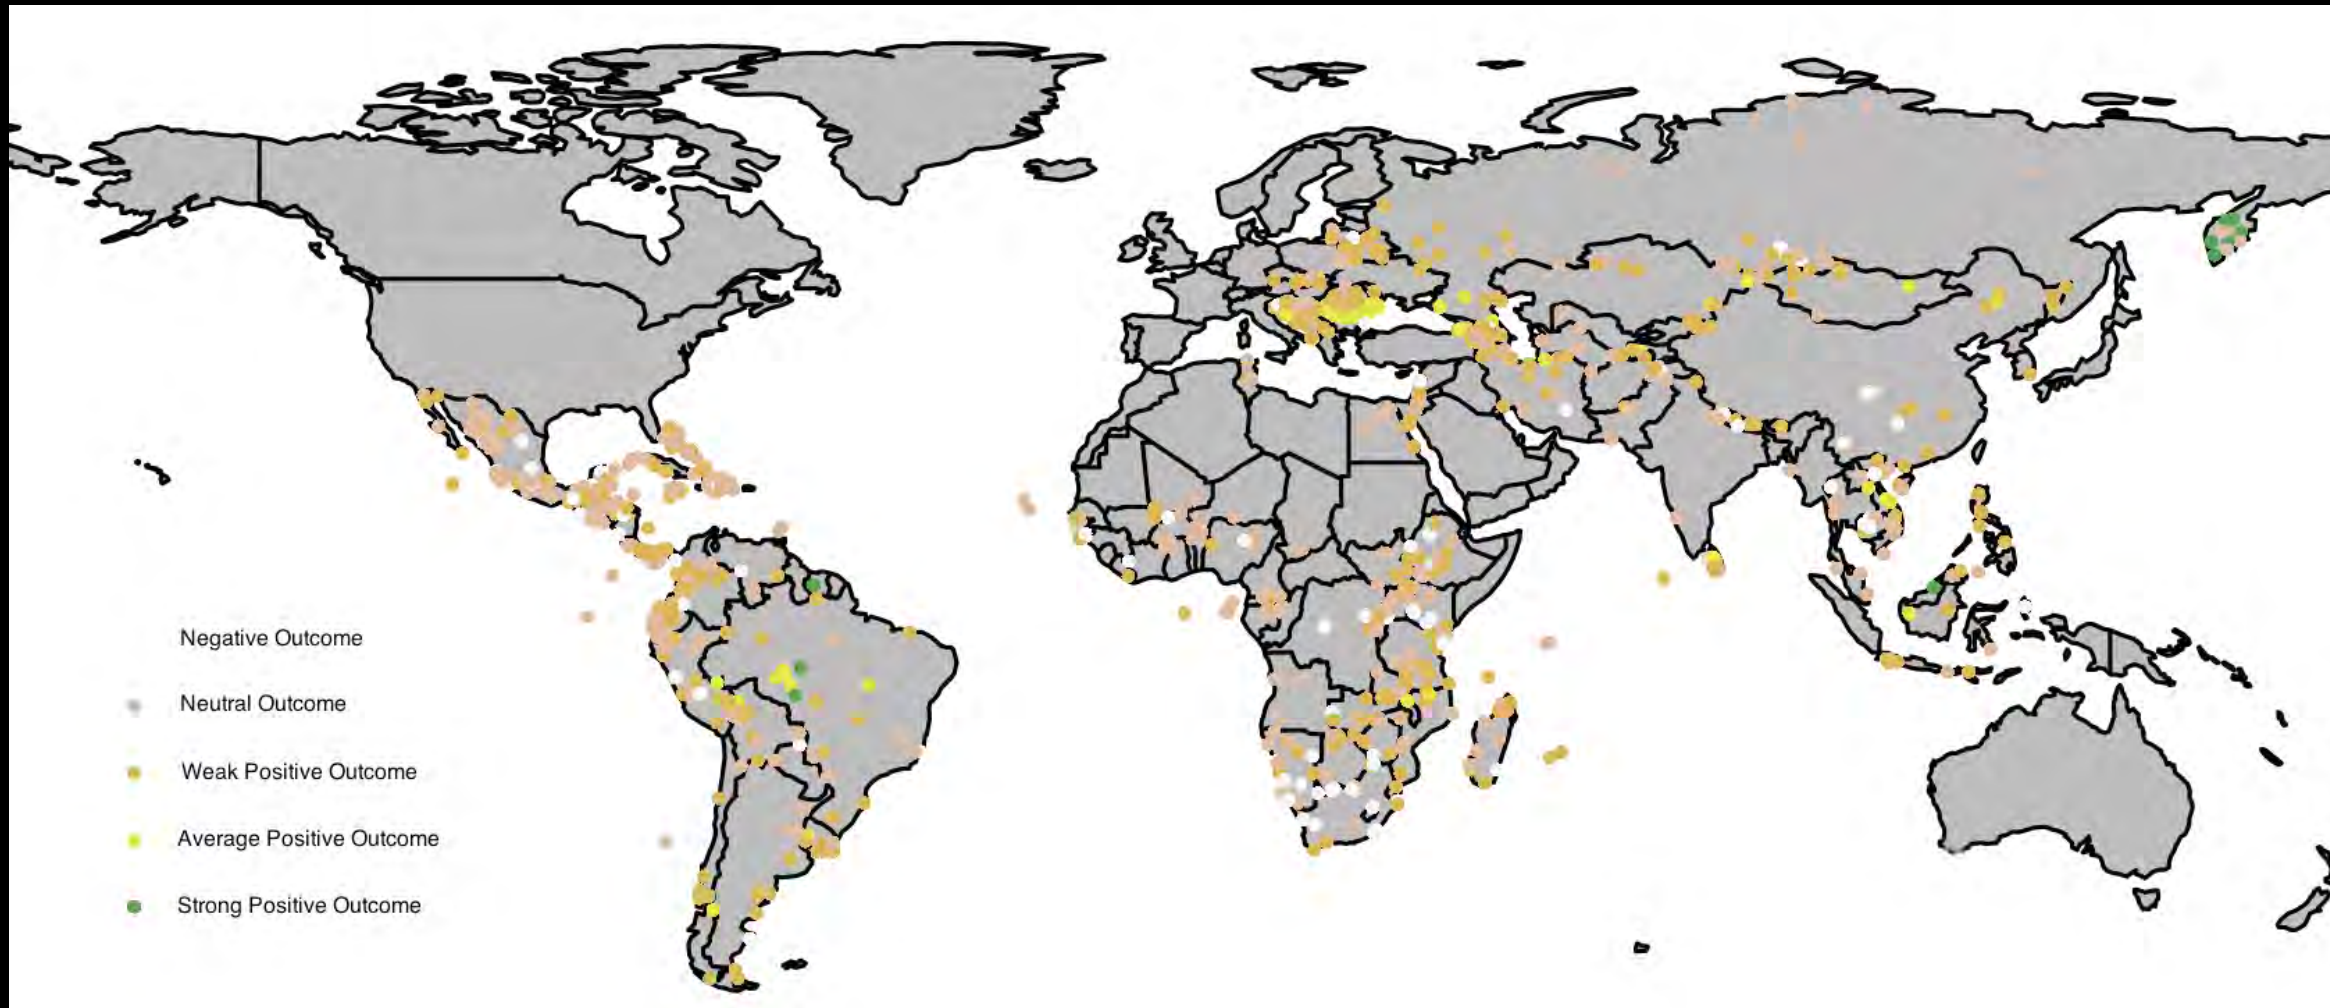 Negative Outcome
Neutral Outcome
Weak Positive Outcome
Average Positive Outcome
Strong Positive Outcome